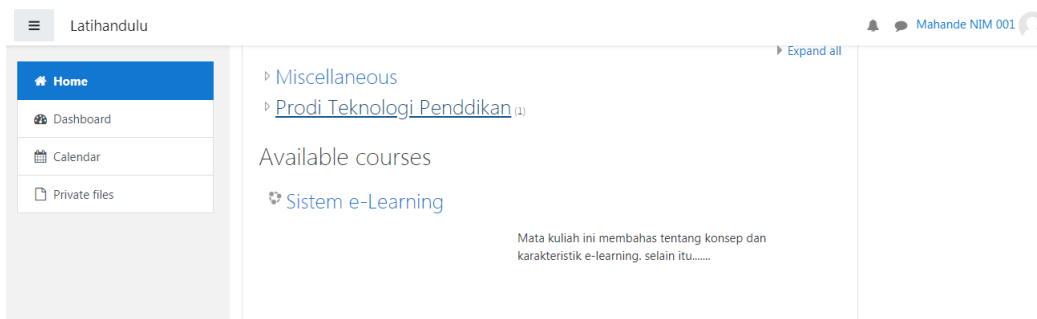 Latihandulu
Mahande NIM 001
Expand all
Home
Dashboard
Calendar
Private files
Miscellaneous
Prodi Teknologi Penddikan (1)
Available courses
Sistem e-Learning
Mata kuliah ini membahas tentang konsep dan
karakteristik e-learning. selain itu.......